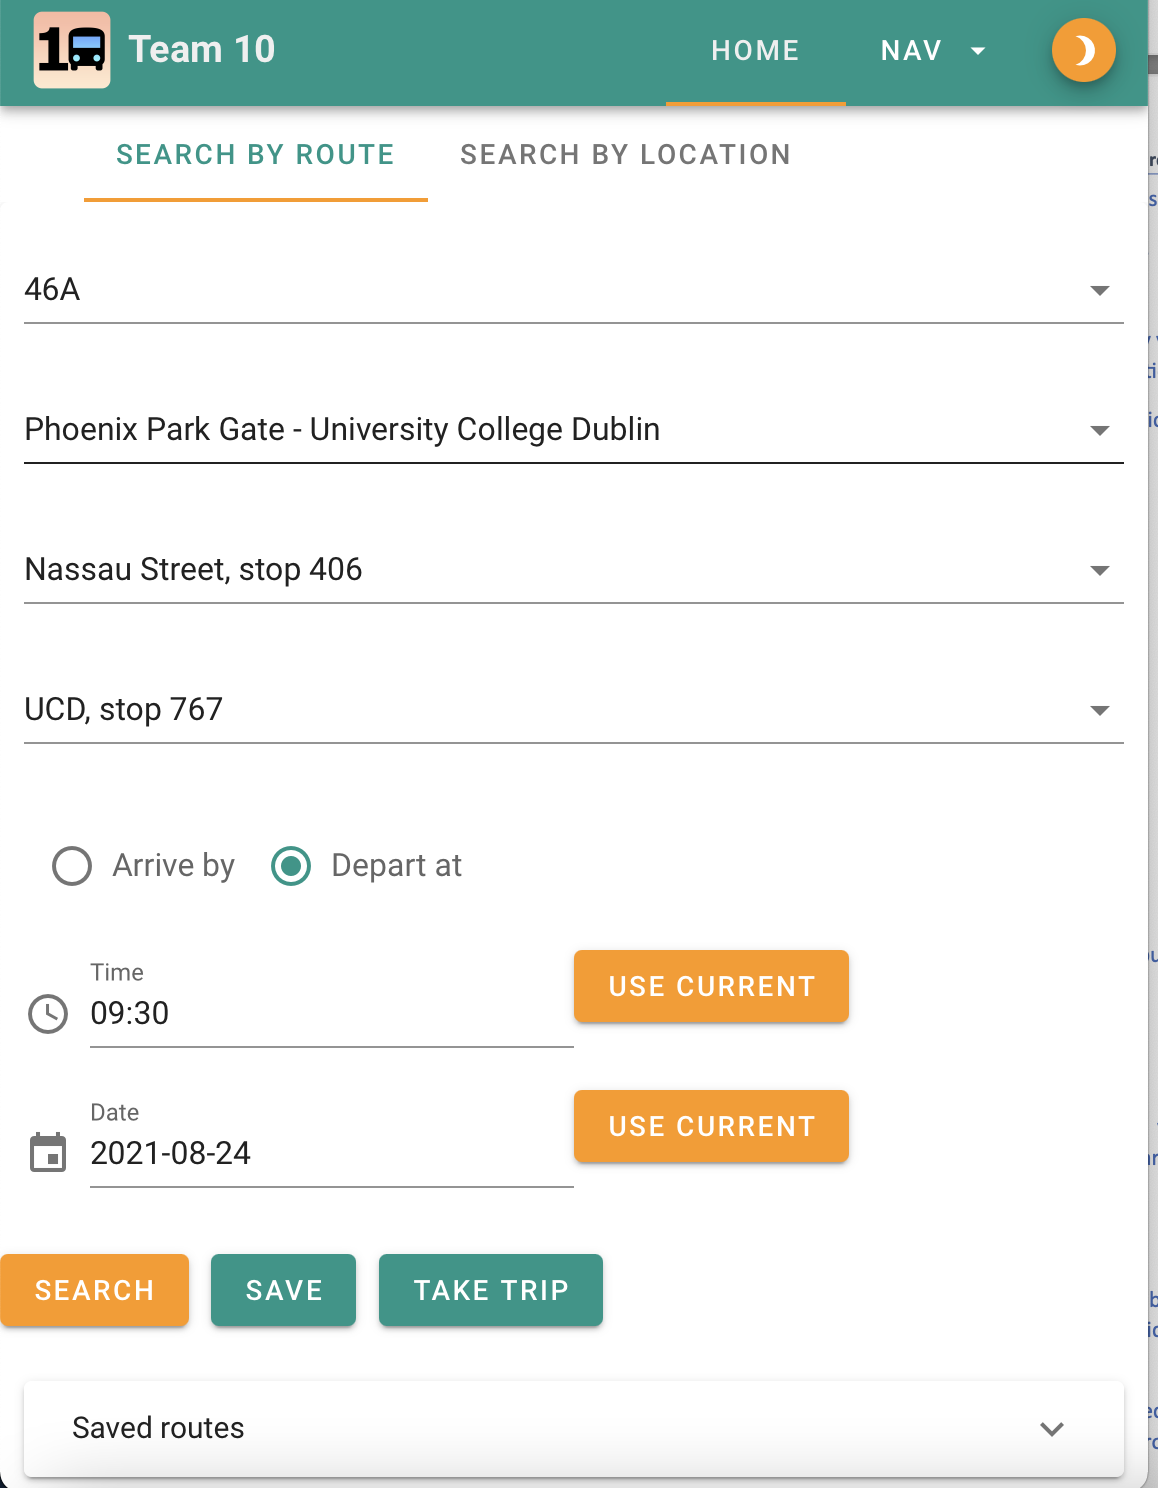 10 Team 10 HOME NAV
SEARCH BY ROUTE SEARCH BY LOCATION
46A
Phoenix Park Gate - University College Dublin
Nassau Street, stop 406
UCD, stop 767
Arrive by Depart at
Time
09:30
USE CURRENT
Date
2021-08-24
USE CURRENT
SEARCH SAVE TAKE TRIP
Saved routes